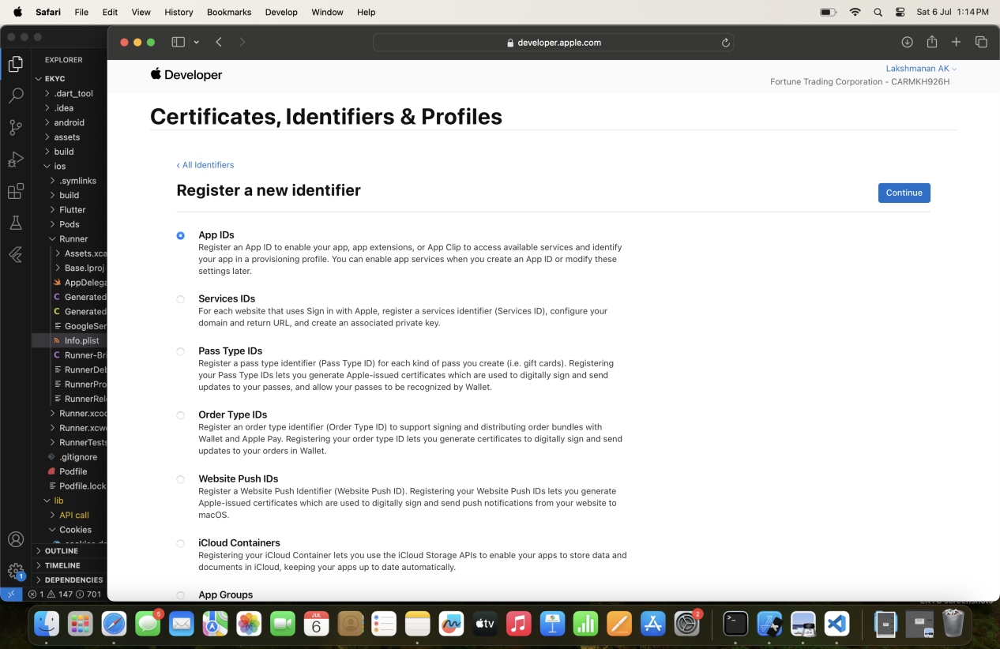 Safari File Edit View History Bookmarks Develop Window Help
Sat 6 Jul 1:14 PM
developer.apple.com
EXPLORER
EKYC
.dart_tool
.idea
android
assets
build
ios
.symlinks
build
Flutter
Pods
Runner
Assets.xca
Base.lproj
AppDelega
Generated
Generated
GoogleSer
Info.plist
Runner-Bri
RunnerDeb
RunnerPro
RunnerRel
Runner.xcod
Runner.xcw
RunnerTests
.gitignore
Podfile
Podfile.lock
lib
API call
Cookies
OUTLINE
TIMELINE
DEPENDENCIES
1
1 147 701
Developer
Lakshmanan AK
Fortune Trading Corporation - CARMKH926H
Certificates, Identifiers & Profiles
‹ All Identifiers
Register a new identifier
Continue
App IDs
Register an App ID to enable your app, app extensions, or App Clip to access available services and identify
your app in a provisioning profile. You can enable app services when you create an App ID or modify these
settings later.
Services IDs
For each website that uses Sign in with Apple, register a services identifier (Services ID), configure your
domain and return URL, and create an associated private key.
Pass Type IDs
Register a pass type identifier (Pass Type ID) for each kind of pass you create (i.e. gift cards). Registering
your Pass Type IDs lets you generate Apple-issued certificates which are used to digitally sign and send
updates to your passes, and allow your passes to be recognized by Wallet.
Order Type IDs
Register an order type identifier (Order Type ID) to support signing and distributing order bundles with
Wallet and Apple Pay. Registering your order type ID lets you generate certificates to digitally sign and send
updates to your orders in Wallet.
Website Push IDs
Register a Website Push Identifier (Website Push ID). Registering your Website Push IDs lets you generate
Apple-issued certificates which are used to digitally sign and send push notifications from your website to
macOS.
iCloud Containers
Registering your iCloud Container lets you use the iCloud Storage APIs to enable your apps to store data and
documents in iCloud, keeping your apps up to date automatically.
App Groups
5
JUL
6
tv
2